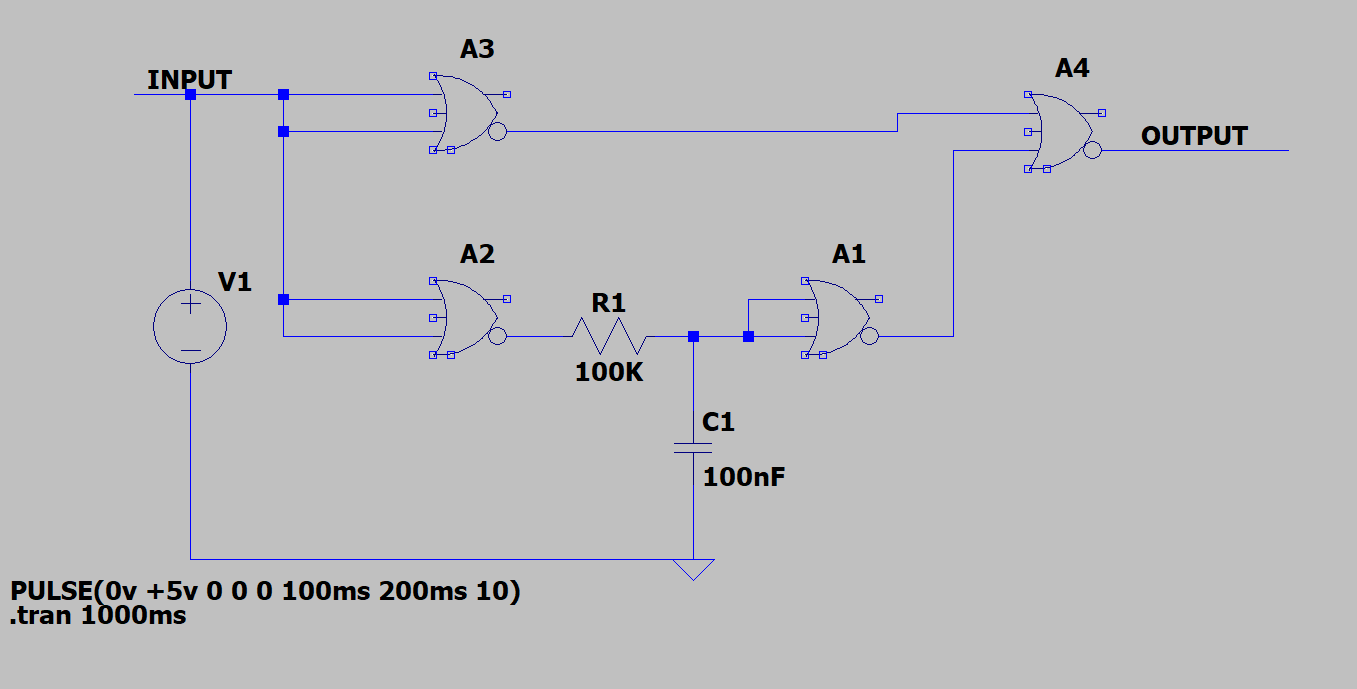 A3
A4
INPUT
OUTPUT
A2
A1
V1
R1
100K
C1
100nF
PULSE(0v +5v 0 0 0 100ms 200ms 10)
.tran 1000ms